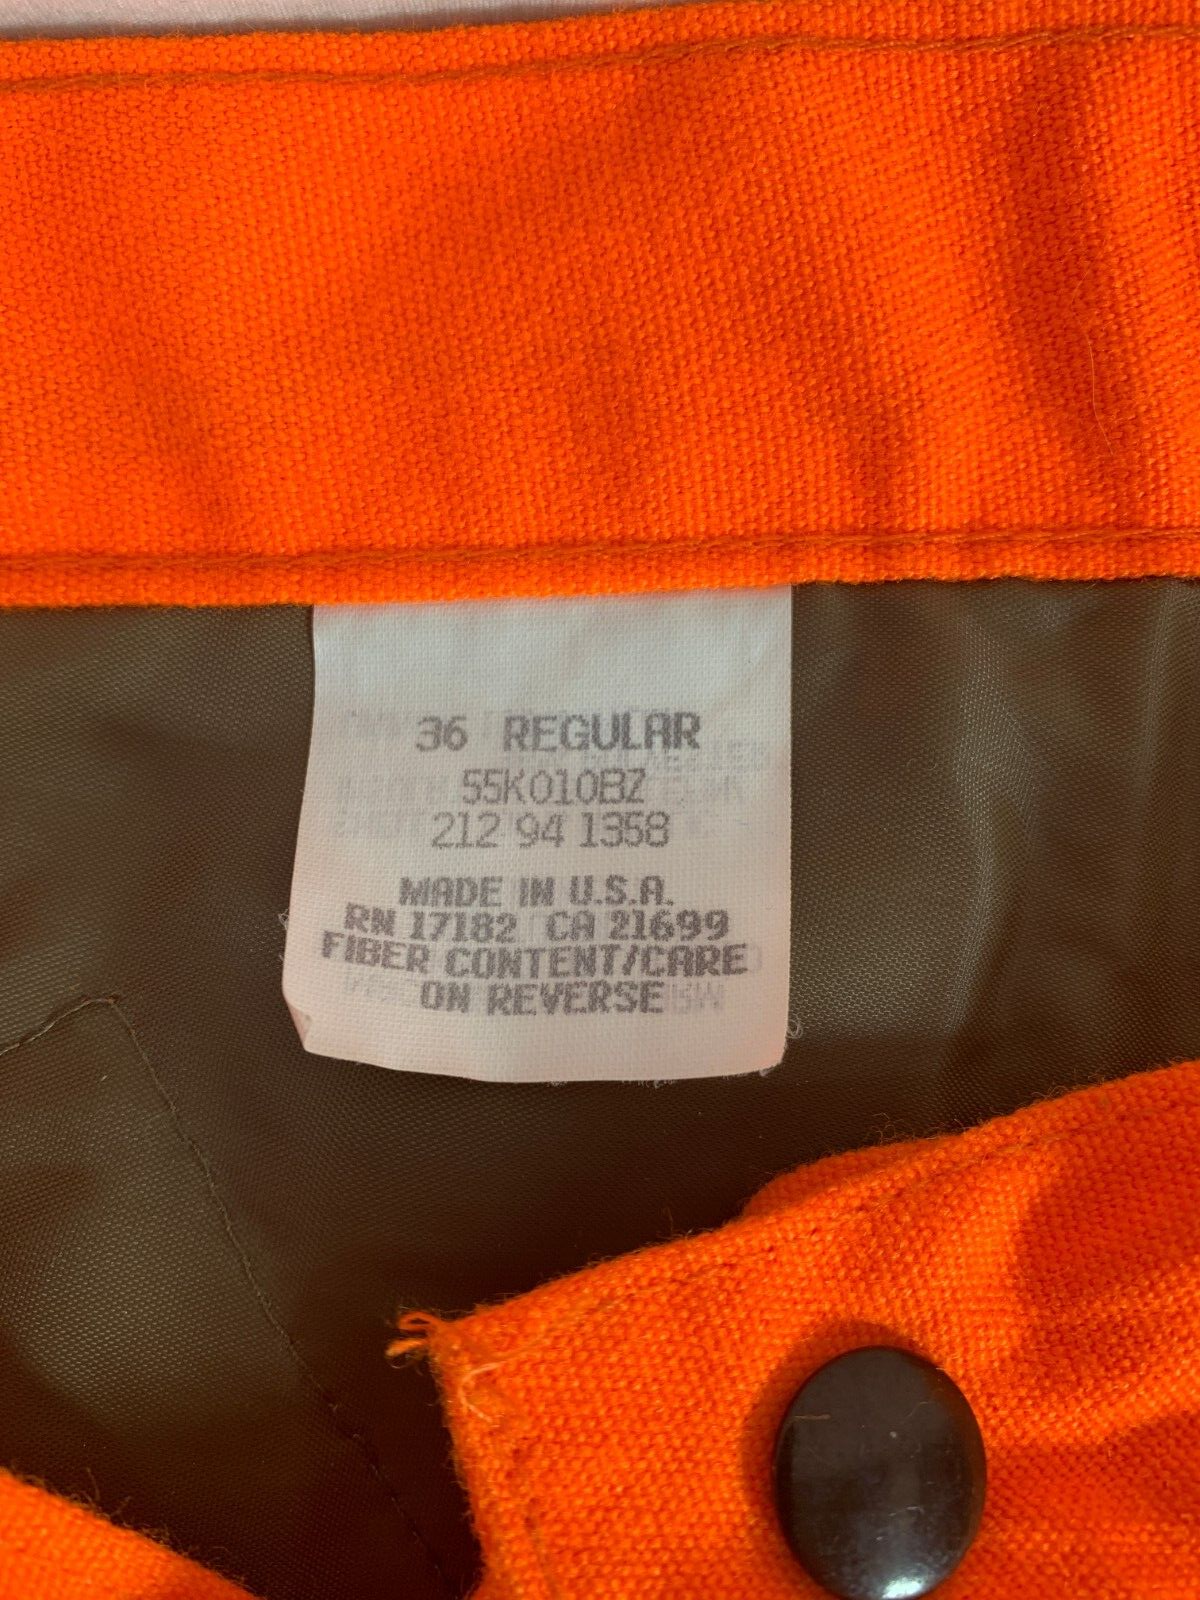 36 REGULAR
55K010BZ
212 94 1358
MADE IN U.S.A.
RN 17182 CA 21699
FIBER CONTENT/CARE
ON REVERSE